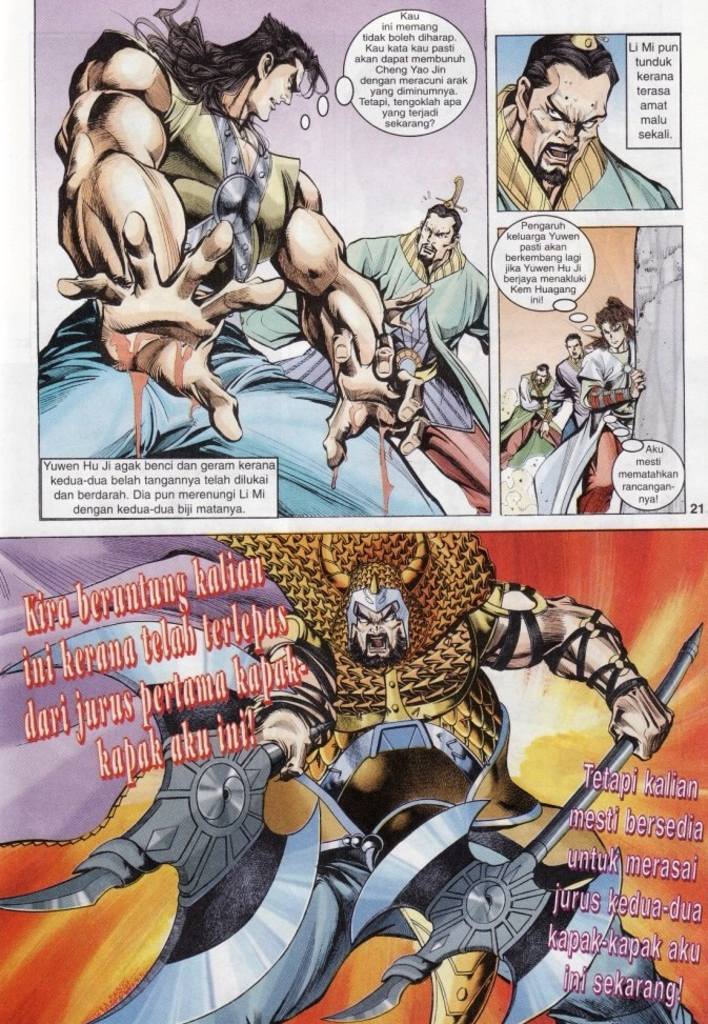 Kau
ini memang
tidak boleh diharap.
Kau kata kau pasti
akan dapat membunuh
Cheng Yao Jin
dengan meracuni arak
yang diminumnya.
Tetapi, tengoklah apa
yang terjadi
sekarang?
Li Mi pun
tunduk
kerana
terasa
amat
malu
sekali.
Pengaruh
keluarga Yuwen
pasti akan
berkembang lagi
jika Yuwen Hu Ji
berjaya menakluki
Kem Huagang
ini!
Aku
mesti
mematahkan
rancangan-
nya!
Yuwen Hu Ji agak benci dan geram kerana
kedua-dua belah tangannya telah dilukai
dan berdarah. Dia pun merenungi Li Mi
dengan kedua-dua biji matanya.
21
Kira beruntung kalian
ini kerana telah terlepas
dari jurus pertama kapak-
kapak aku ini!
Tetapi kalian
mesti bersedia
untuk merasai
jurus kedua-dua
kapak-kapak aku
ini sekarang!